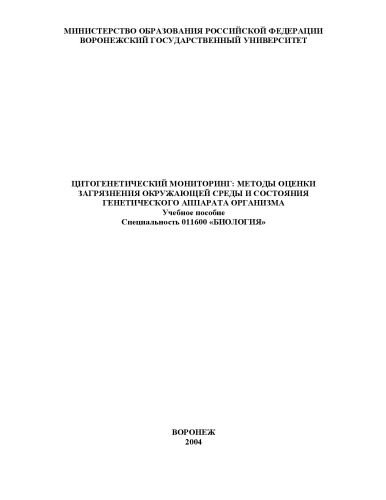 МИНИСТЕРСТВО ОБРАЗОВАНИЯ РОССИЙСКОЙ ФЕДЕРАЦИИ
ВОРОНЕЖСКИЙ ГОСУДАРСТВЕННЫЙ УНИВЕРСИТЕТ
ЦИТОГЕНЕТИЧЕСКИЙ МОНИТОРИНГ: МЕТОДЫ ОЦЕНКИ
ЗАГРЯЗНЕНИЯ ОКРУЖАЮЩЕЙ СРЕДЫ И СОСТОЯНИЯ
ГЕНЕТИЧЕСКОГО АППАРАТА ОРГАНИЗМА
Учебное пособие
Специальность 011600 «БИОЛОГИЯ»
ВОРОНЕЖ
2004